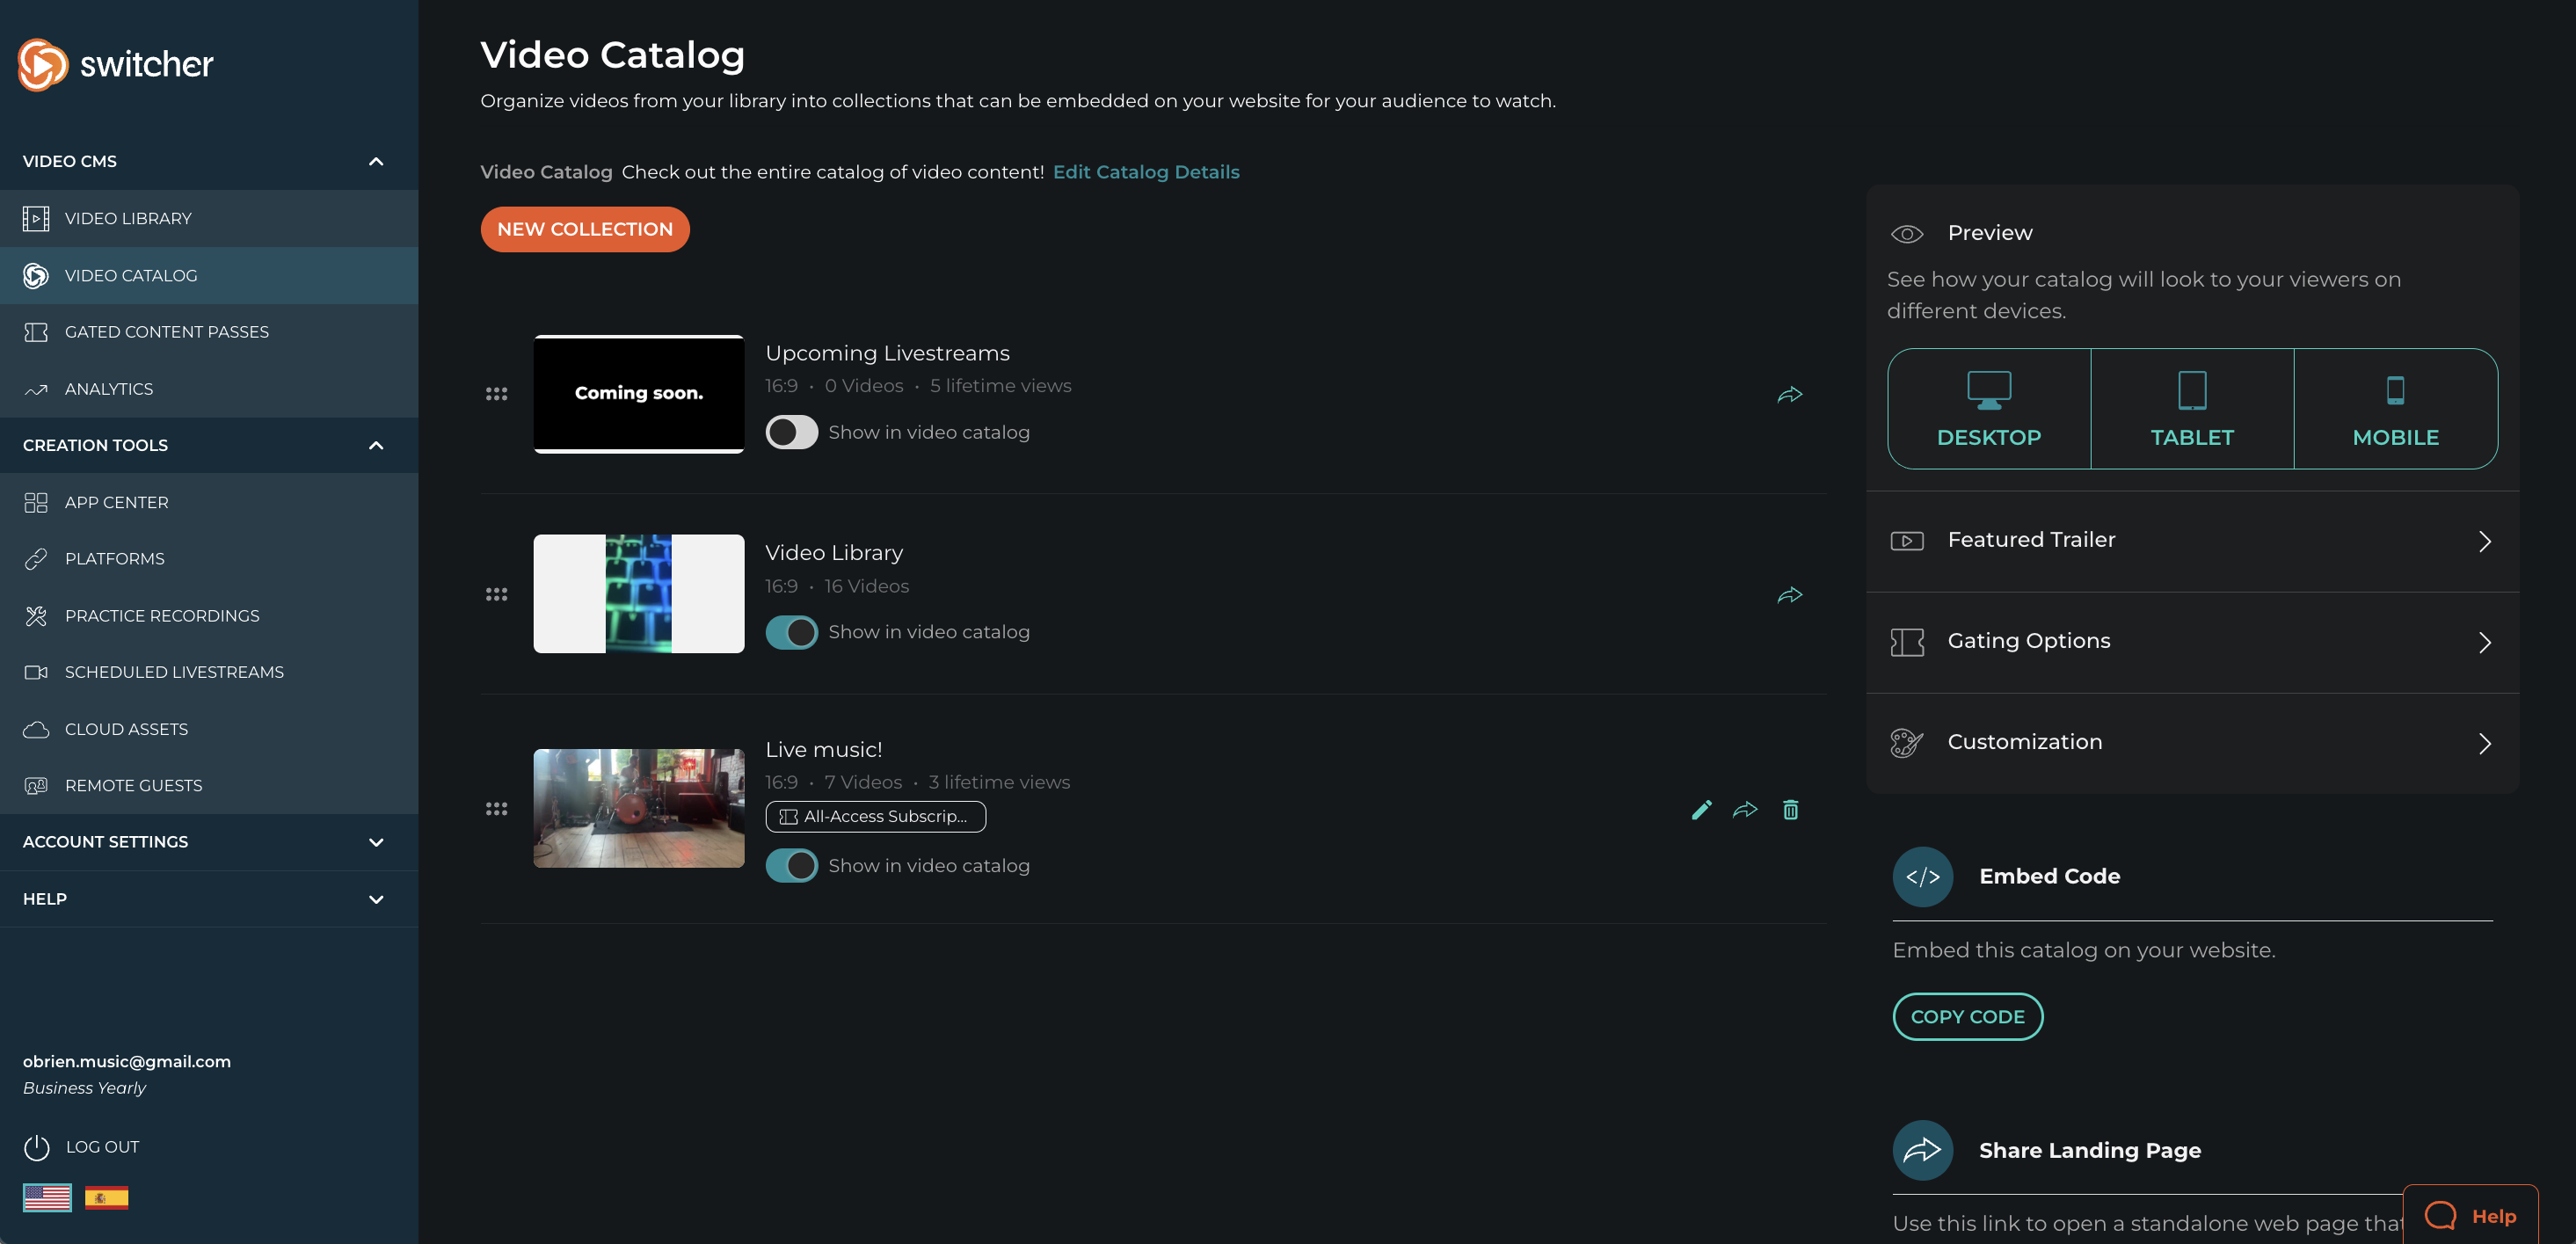 switcher
VIDEO CMS
VIDEO LIBRARY
VIDEO CATALOG
GATED CONTENT PASSES
ANALYTICS
CREATION TOOLS
APP CENTER
PLATFORMS
PRACTICE RECORDINGS
SCHEDULED LIVESTREAMS
CLOUD ASSETS
REMOTE GUESTS
ACCOUNT SETTINGS
HELP
obrien.music@gmail.com
Business Yearly
LOG OUT
Video Catalog
Organize videos from your library into collections that can be embedded on your website for your audience to watch.
Video Catalog Check out the entire catalog of video content! Edit Catalog Details
NEW COLLECTION
Coming soon.
Upcoming Livestreams
16:9 • 0 Videos • 5 lifetime views
Show in video catalog
Video Library
16:9 • 16 Videos
Show in video catalog
Live music!
16:9 • 7 Videos • 3 lifetime views
All-Access Subscrip...
Show in video catalog
Preview
See how your catalog will look to your viewers on
different devices.
DESKTOP TABLET MOBILE
Featured Trailer
Gating Options
Customization
</> Embed Code
Embed this catalog on your website.
COPY CODE
Share Landing Page
Use this link to open a standalone web page that
Help